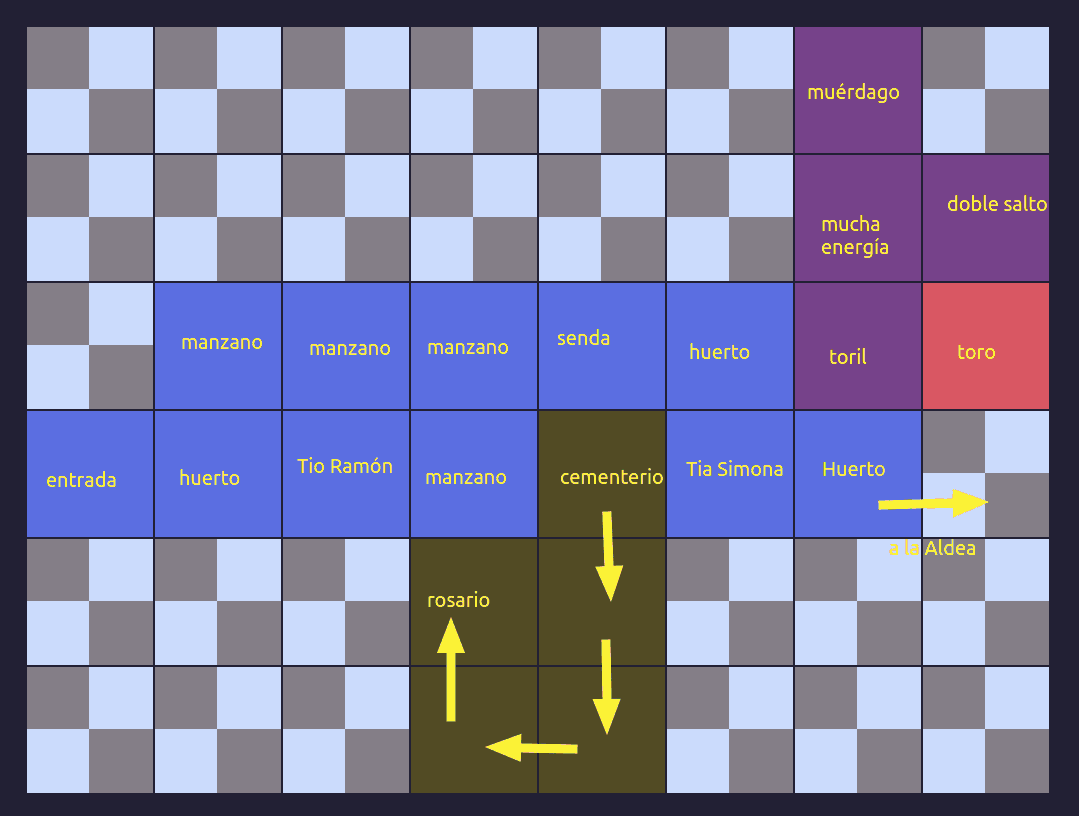 muérdago
doble salto
mucha
energía
manzano
manzano
manzano
senda
huerto
toril
toro
entrada
huerto
Tio Ramón
manzano
cementerio
Tia Simona
Huerto
a la Aldea
rosario